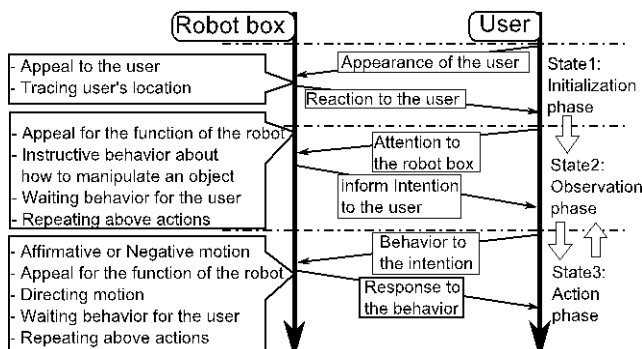 Robot box
User
- Appeal to the user
- Tracing user's location
Appearance of the user
Reaction to the user
State1:
Initialization
phase
- Appeal for the function of the robot
- Instructive behavior about
how to manipulate an object
- Waiting behavior for the user
- Repeating above actions
Attention to
the robot box
inform Intention
to the user
State2:
Observation
phase
- Affirmative or Negative motion
- Appeal for the function of the robot
- Directing motion
- Waiting behavior for the user
- Repeating above actions
Behavior to
the intention
Response to
the behavior
State3:
Action
phase